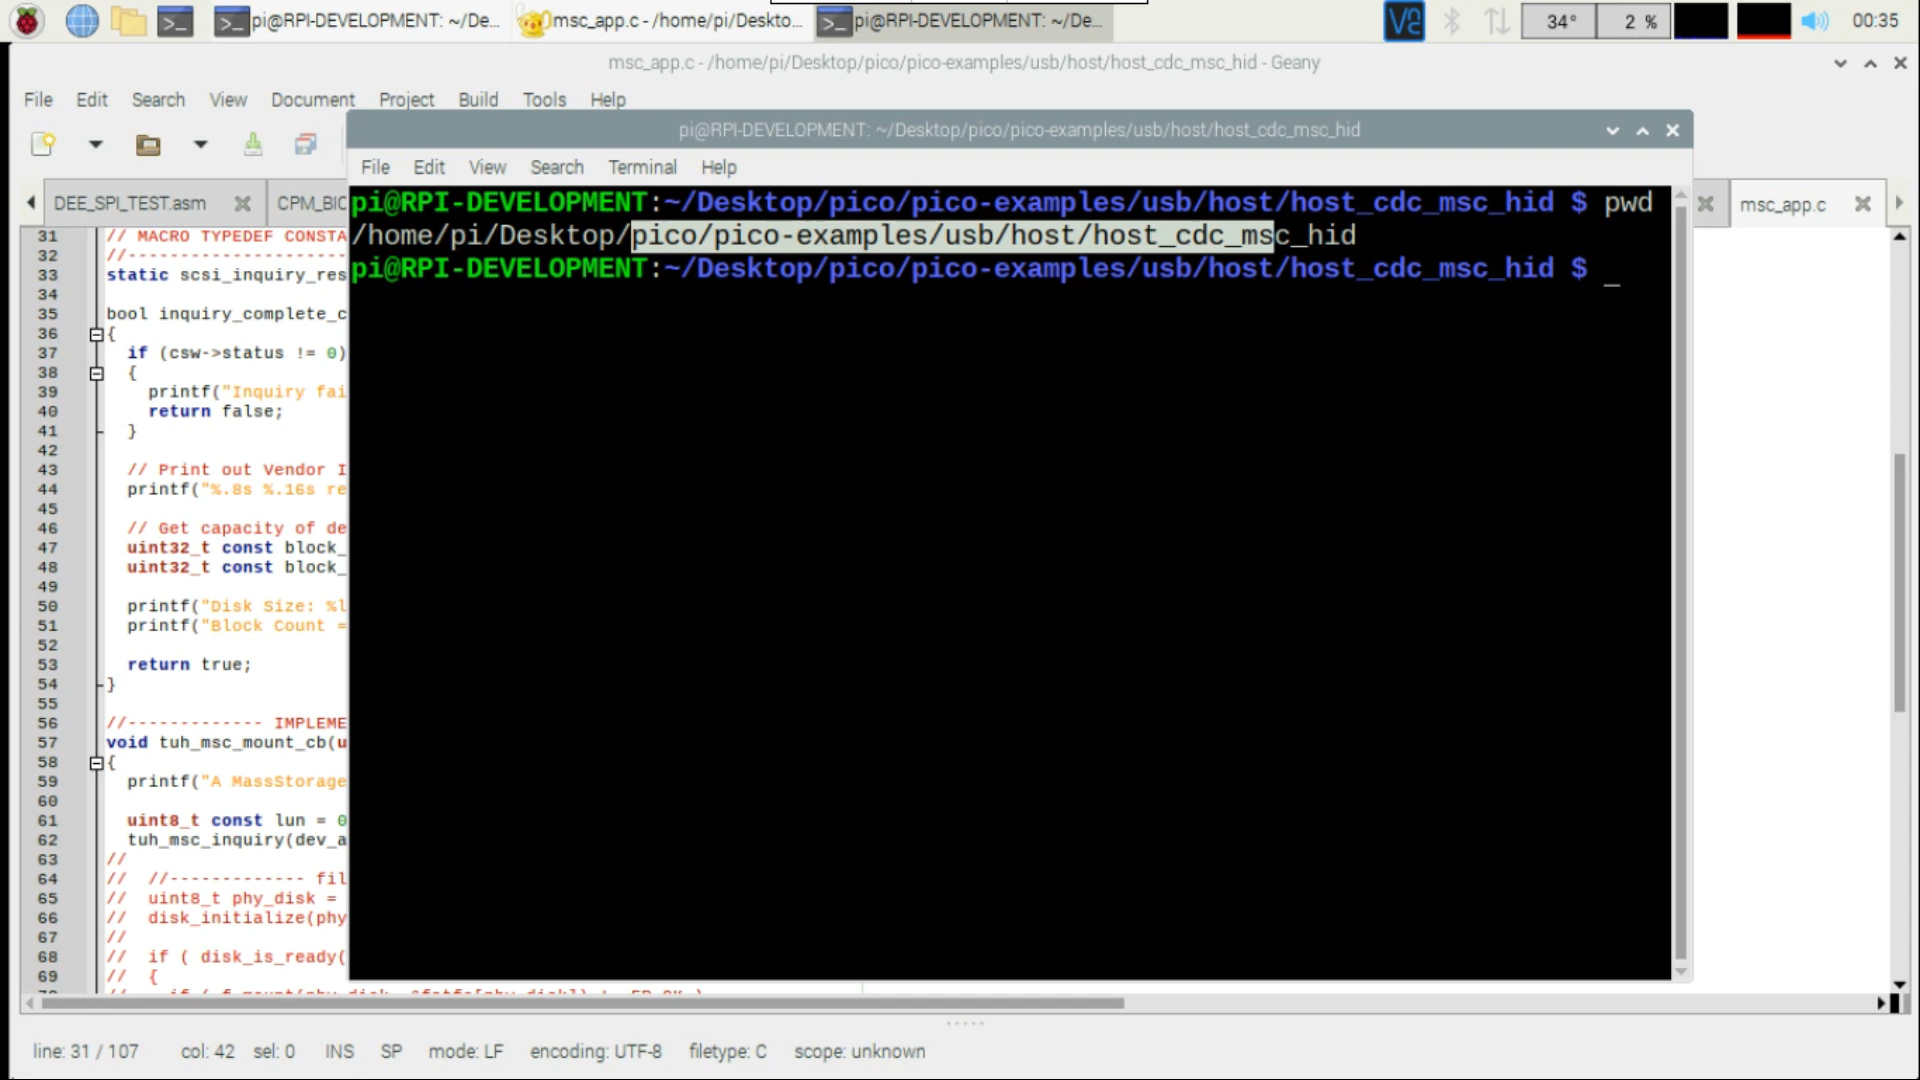 pi@RPI-DEVELOPMENT: ~/De... msc_app.c - /home/pi/Deskto... pi@RPI-DEVELOPMENT: ~/De... V2 34° 2 % 00:35
msc_app.c - /home/pi/Desktop/pico/pico-examples/usb/host/host_cdc_msc_hid - Geany
File Edit Search View Document Project Build Tools Help
pi@RPI-DEVELOPMENT: ~/Desktop/pico/pico-examples/usb/host/host_cdc_msc_hid
File Edit View Search Terminal Help
DEE_SPI_TEST.asm CPM_BIO msc_app.c
pi@RPI-DEVELOPMENT:~/Desktop/pico/pico-examples/usb/host/host_cdc_msc_hid $ pwd
/home/pi/Desktop/pico/pico-examples/usb/host/host_cdc_msc_hid
pi@RPI-DEVELOPMENT:~/Desktop/pico/pico-examples/usb/host/host_cdc_msc_hid $ _
31 // MACRO TYPEDEF CONSTA
32 //-----------------------
33 static scsi_inquiry_res
34
35 bool inquiry_complete_c
36 {
37 if (csw->status != 0)
38 {
39 printf("Inquiry fai
40 return false;
41 }
42
43 // Print out Vendor I
44 printf("%.8s %.16s re
45
46 // Get capacity of de
47 uint32_t const block_
48 uint32_t const block_
49
50 printf("Disk Size: %l
51 printf("Block Count =
52
53 return true;
54 }
55
56 //------------- IMPLEME
57 void tuh_msc_mount_cb(u
58 {
59 printf("A MassStorage
60
61 uint8_t const lun = 0
62 tuh_msc_inquiry(dev_a
63 //
64 // //------------- fil
65 // uint8_t phy_disk =
66 // disk_initialize(phy
67 //
68 // if ( disk_is_ready(
69 // {
line: 31 / 107 col: 42 sel: 0 INS SP mode: LF encoding: UTF-8 filetype: C scope: unknown